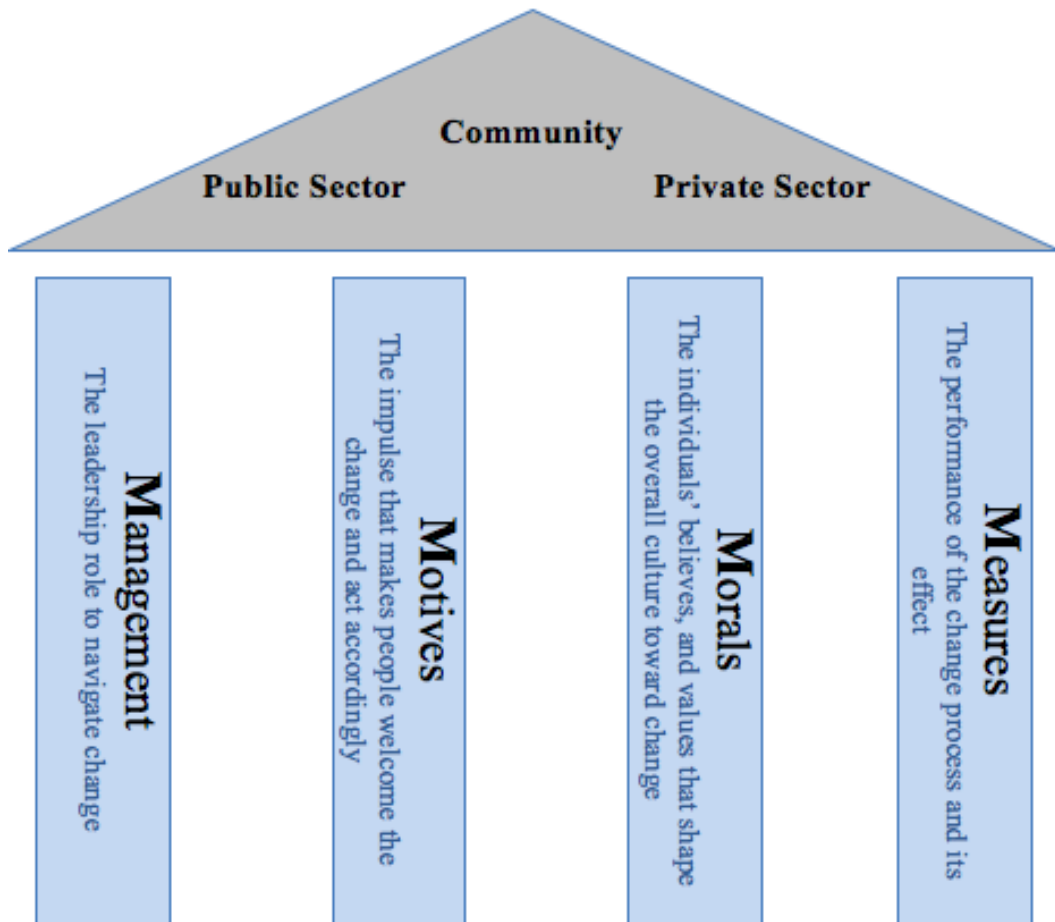 Community
Public Sector
Private Sector
Management
The leadership role to navigate change
Motives
The impulse that makes people welcome the
change and act accordingly
Morals
The individuals’ believes, and values that shape
the overall culture toward change
Measures
The performance of the change process and its
effect